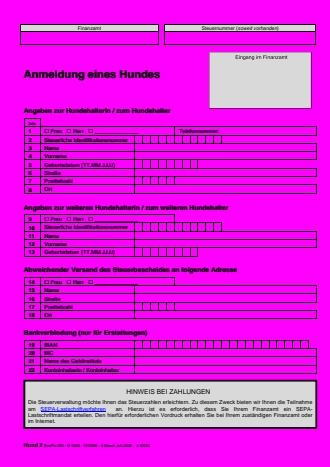 Finanzamt
Steuernummer (soweit vorhanden)
Eingang im Finanzamt
Anmeldung eines Hundes
Angaben zur Hundehalterin / zum Hundehalter
1 Frau Herr Telefonnummer
2 Steuerliche Identifikationsnummer
3 Name
4 Vorname
5 Geburtsdatum (TT.MM.JJJJ)
6 Straße
7 Postleitzahl
8 Ort
Angaben zur weiteren Hundehalterin / zum weiteren Hundehalter
9 Frau Herr
10 Steuerliche Identifikationsnummer
11 Name
12 Vorname
13 Geburtsdatum (TT.MM.JJJJ)
Abweichender Versand des Steuerbescheides an folgende Adresse
14 Frau Herr
15 Name
16 Straße
17 Postleitzahl
18 Ort
Bankverbindung (nur für Erstattungen)
19 IBAN
20 BIC
21 Name des Geldinstituts
22 Kontoinhaberin / Kontoinhaber
HINWEIS BEI ZAHLUNGEN
Die Steuerverwaltung möchte Ihnen das Steuerzahlen erleichtern. Zu diesem Zweck bieten wir Ihnen die Teilnahme
am SEPA-Lastschriftverfahren an. Hierzu ist es erforderlich, dass Sie Ihrem Finanzamt ein SEPA-
Lastschriftmandat erteilen. Den hierfür erforderlichen Vordruck erhalten Sie bei Ihrem zuständigen Finanzamt oder
im Internet.
Hund 2